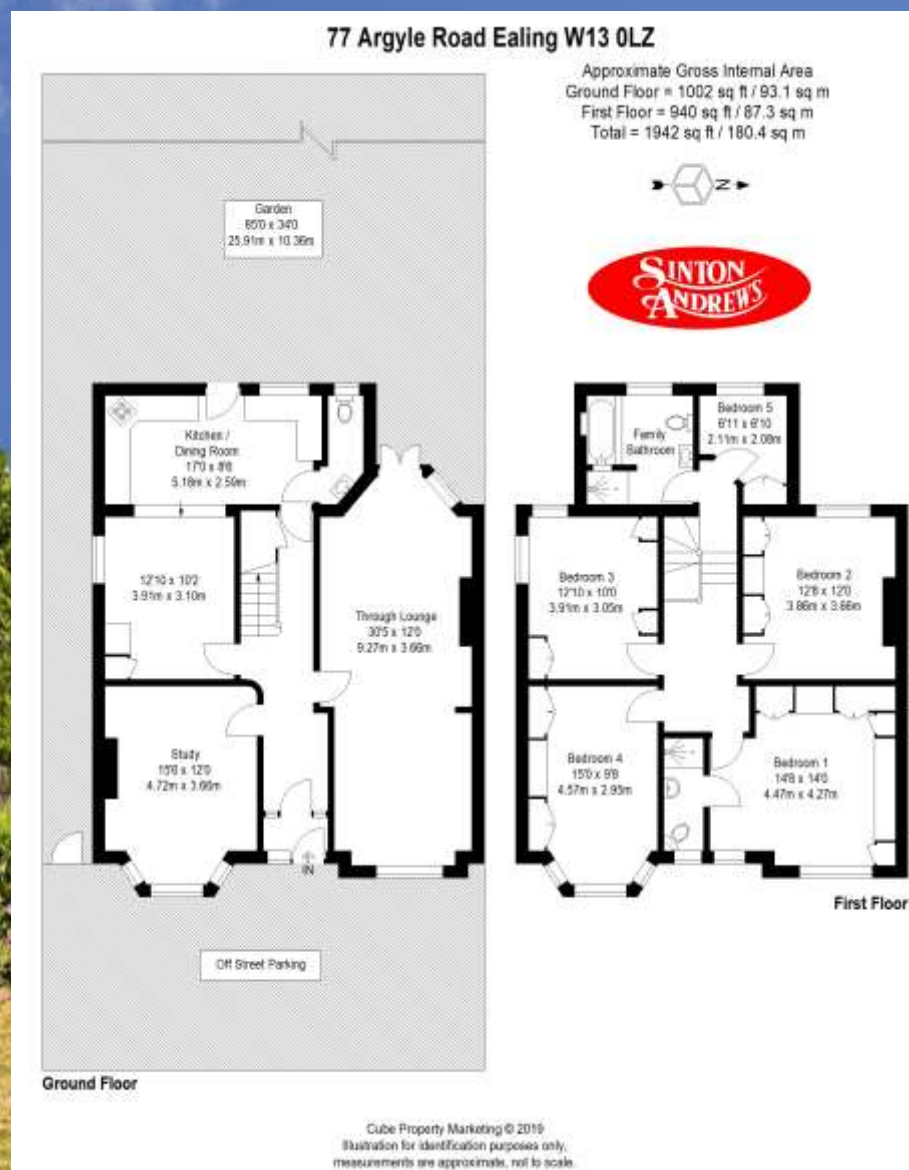 77 Argyle Road Ealing W13 0LZ
Approximate Gross Internal Area
Ground Floor = 1002 sq ft / 93.1 sq m
First Floor = 940 sq ft / 87.3 sq m
Total = 1942 sq ft / 180.4 sq m
N
SINTON
ANDREWS
Garden
85'0 x 34'0
25.91m x 10.36m
Kitchen /
Dining Room
17'0 x 8'6
5.18m x 2.59m
12'10 x 10'2
3.91m x 3.10m
Through Lounge
30'5 x 12'0
9.27m x 3.66m
Study
15'6 x 12'0
4.72m x 3.66m
IN
Off Street Parking
Ground Floor
Family
Bathroom
Bedroom 5
6'11 x 6'10
2.11m x 2.08m
Bedroom 3
12'10 x 10'0
3.91m x 3.05m
Bedroom 2
12'8 x 12'0
3.86m x 3.66m
Bedroom 4
15'0 x 9'8
4.57m x 2.95m
Bedroom 1
14'8 x 14'0
4.47m x 4.27m
First Floor
Cube Property Marketing © 2019
Illustration for identification purposes only,
measurements are approximate, not to scale.